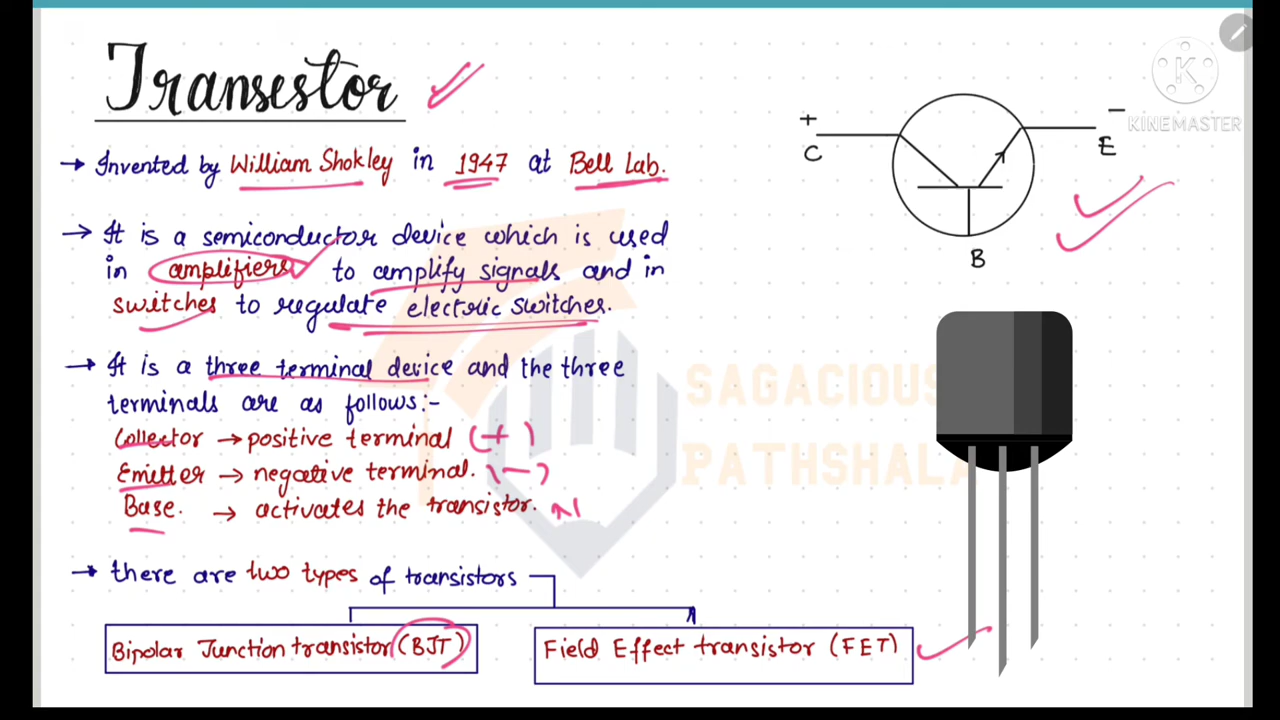 Transestor
→ Invented by William Shokley in 1947 at Bell Lab.
→ It is a semiconductor device which is used
in amplifiers to amplify signals and in
switches to regulate electric switches.
→ It is a three terminal device and the three
terminals are as follows:-
Collector → positive terminal (+)
Emitter → negative terminal. (-)
Base. → activates the transistor.
→ there are two types of transistors
Bipolar Junction transistor (BJT)
Field Effect transistor (FET)
+
C
-
E
B
K
KINEMASTER
SAGACIOUS
PATHSHALA